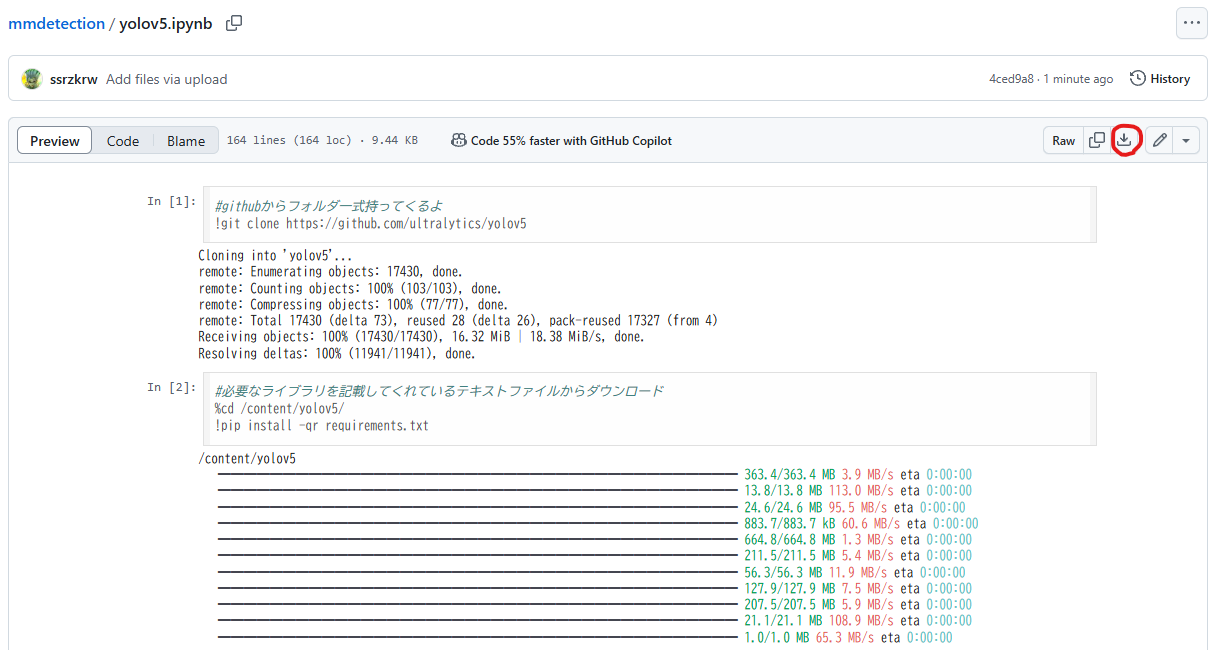 mmdetection / yolov5.ipynb
ssrzkrw Add files via upload 4ced9a8 · 1 minute ago History
Preview Code Blame 164 lines (164 loc) · 9.44 KB Code 55% faster with GitHub Copilot Raw
In [1]: #githubからフォルダ一式持ってくるよ
!git clone https://github.com/ultralytics/yolov5
Cloning into 'yolov5'...
remote: Enumerating objects: 17430, done.
remote: Counting objects: 100% (103/103), done.
remote: Compressing objects: 100% (77/77), done.
remote: Total 17430 (delta 73), reused 28 (delta 26), pack-reused 17327 (from 4)
Receiving objects: 100% (17430/17430), 16.32 MiB | 18.38 MiB/s, done.
Resolving deltas: 100% (11941/11941), done.
In [2]: #必要なライブラリを記載してくれているテキストファイルからダウンロード
%cd /content/yolov5/
!pip install -qr requirements.txt
/content/yolov5
363.4/363.4 MB 3.9 MB/s eta 0:00:00
13.8/13.8 MB 113.0 MB/s eta 0:00:00
24.6/24.6 MB 95.5 MB/s eta 0:00:00
883.7/883.7 kB 60.6 MB/s eta 0:00:00
664.8/664.8 MB 1.3 MB/s eta 0:00:00
211.5/211.5 MB 5.4 MB/s eta 0:00:00
56.3/56.3 MB 11.9 MB/s eta 0:00:00
127.9/127.9 MB 7.5 MB/s eta 0:00:00
207.5/207.5 MB 5.9 MB/s eta 0:00:00
21.1/21.1 MB 108.9 MB/s eta 0:00:00
1.0/1.0 MB 65.3 MB/s eta 0:00:00